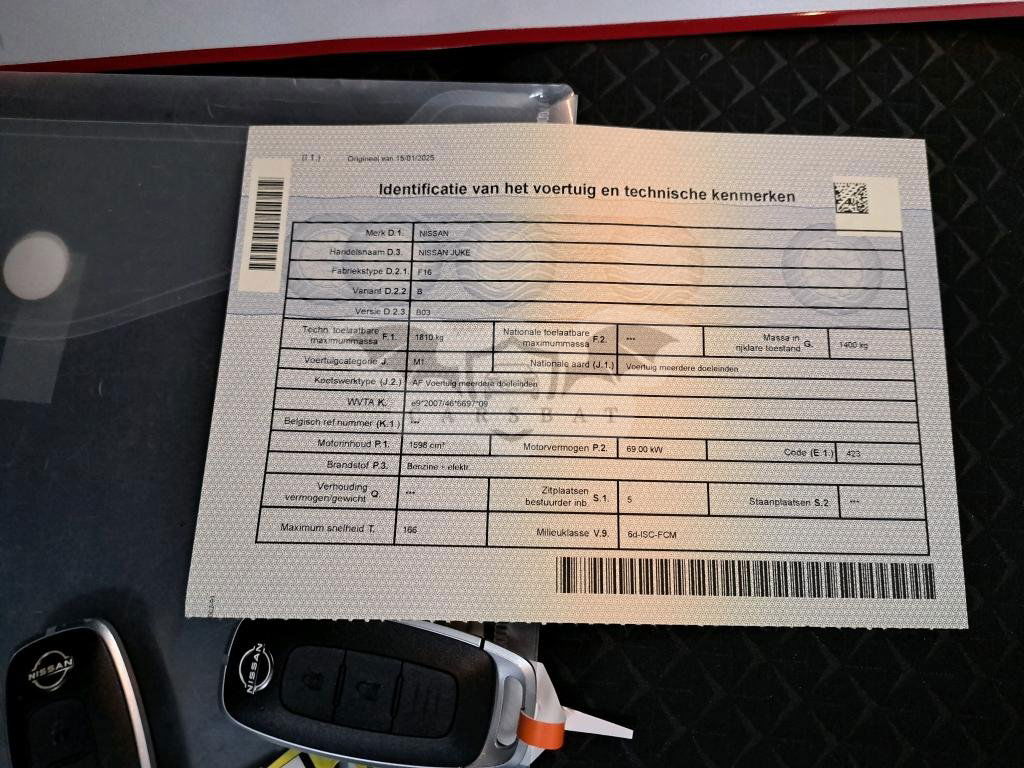 (I.1.) Origineel van 15/01/2025
Identificatie van het voertuig en technische kenmerken
Merk D.1. NISSAN
Handelsnaam D.3. NISSAN JUKE
Fabriekstype D.2.1. F16
Variant D.2.2 B
Versie D.2.3. B03
Techn. toelaatbare maximummassa F.1. 1810 kg Nationale toelaatbare maximummassa F.2. --- Massa in rijklare toestand G. 1400 kg
Voertuigcategorie J. M1 Nationale aard (J.1.) Voertuig meerdere doeleinden
Koetswerktype (J.2.) AF Voertuig meerdere doeleinden
WVTA K. e9*2007/46*6697*09
CARSBAT
Belgisch ref nummer (K.1.) ---
Motorinhoud P.1. 1598 cm³ Motorvermogen P.2. 69.00 kW Code (E.1.) 423
Brandstof P.3. Benzine + elektr.
Verhouding vermogen/gewicht Q --- Zitplaatsen bestuurder inb S.1. 5 Staanplaatsen S.2 ---
Maximum snelheid T. 166 Milieuklasse V.9. 6d-ISC-FCM
NISSAN
NISSAN